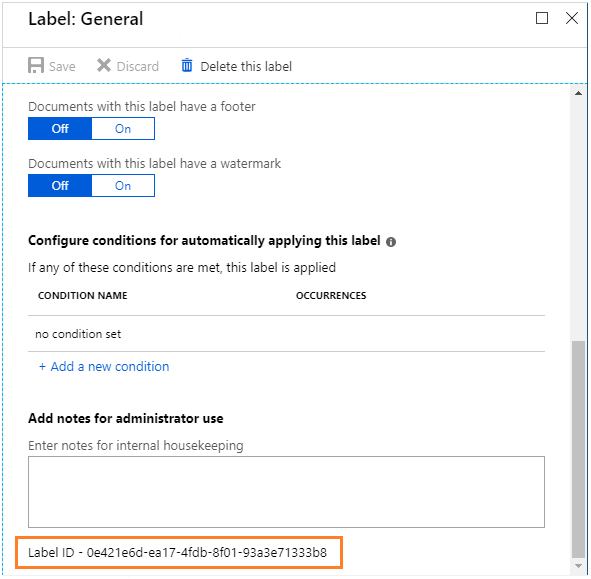 Label: General
Save Discard Delete this label
Documents with this label have a footer
Off On
Documents with this label have a watermark
Off On
Configure conditions for automatically applying this label
If any of these conditions are met, this label is applied
CONDITION NAME OCCURRENCES
no condition set
+ Add a new condition
Add notes for administrator use
Enter notes for internal housekeeping
Label ID - 0e421e6d-ea17-4fdb-8f01-93a3e71333b8